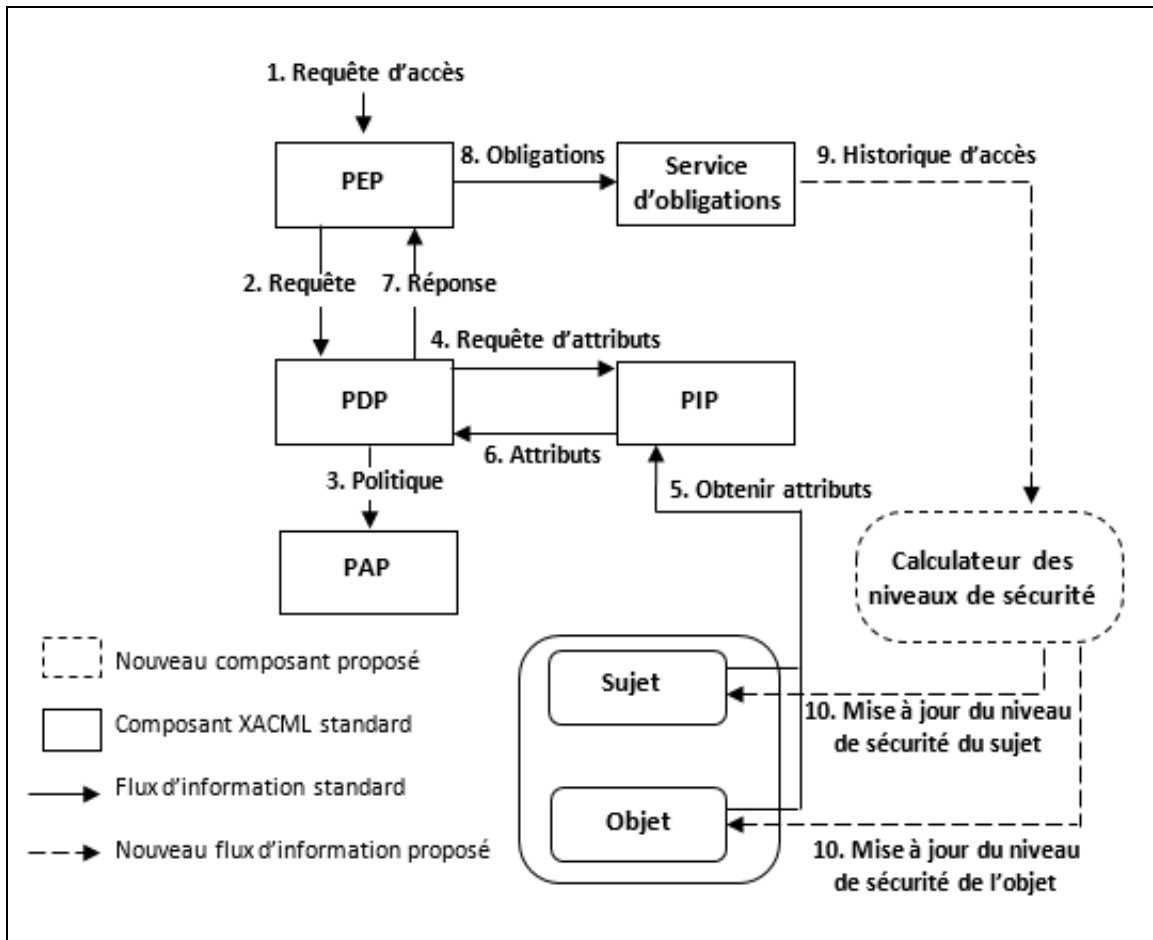 1. Requête d'accès
PEP
8. Obligations
Service
d'obligations
9. Historique d'accès
2. Requête
7. Réponse
4. Requête d'attributs
PDP
PIP
6. Attributs
3. Politique
5. Obtenir attributs
PAP
Calculateur des
niveaux de sécurité
Nouveau composant proposé
Sujet
10. Mise à jour du niveau
de sécurité du sujet
Composant XACML standard
Flux d'information standard
Objet
Nouveau flux d'information proposé
10. Mise à jour du niveau
de sécurité de l'objet